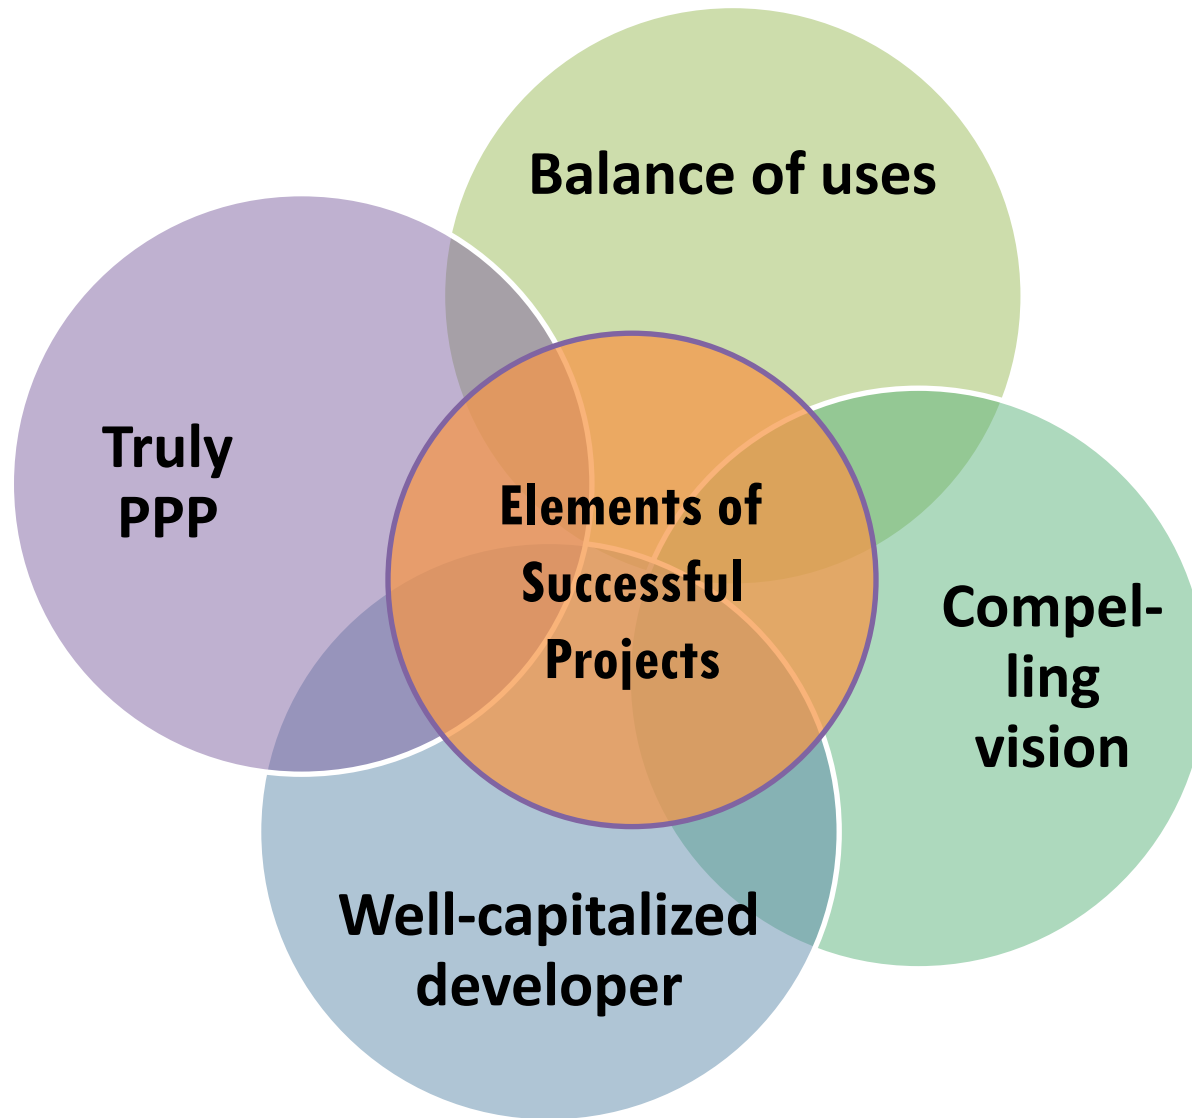 Balance of uses
Truly
PPP
Elements of
Successful
Projects
Compel-
ling
vision
Well-capitalized
developer